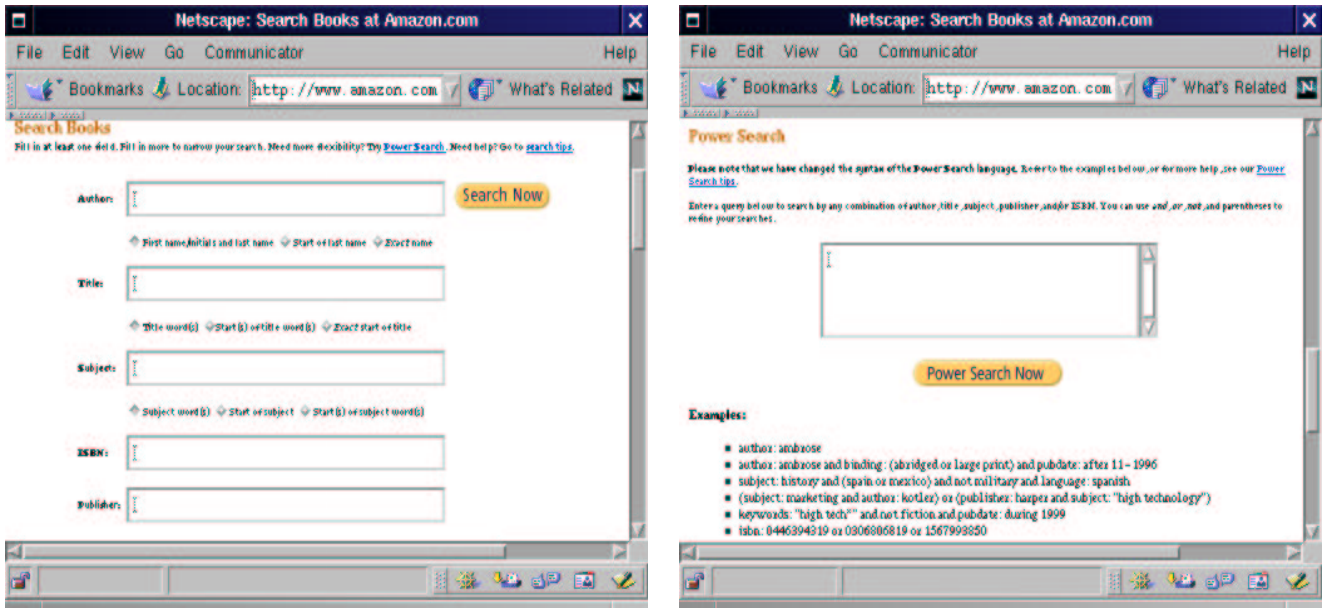 Netscape: Search Books at Amazon.com
File Edit View Go Communicator Help
Bookmarks Location: http://www.amazon.com What's Related N
Search Books
Fill in at least one field. Fill in more to narrow your search. Need more flexibility? Try Power Search. Need help? Go to search tips.
Author:
Search Now
First name/initials and last name Start of last name Exact name
Title:
Title word(s) Start(s) of title word(s) Exact start of title
Subject:
Subject word(s) Start of subject Start(s) of subject word(s)
ISBN:
Publisher:
Netscape: Search Books at Amazon.com
File Edit View Go Communicator Help
Bookmarks Location: http://www.amazon.com What's Related N
Power Search
Please note that we have changed the syntax of the Power Search language. Refer to the examples below, or for more help, see our Power
Search tips.
Enter a query below to search by any combination of author, title, subject, publisher, and/or ISBN. You can use and, or, not, and parentheses to
refine your searches.
Power Search Now
Examples:
author: ambrose
author: ambrose and binding: (abridged or large print) and pubdate: after 11-1996
subject: history and (spain or mexico) and not military and language: spanish
(subject: marketing and author: kotler) or (publisher: harper and subject: "high technology")
keywords: "high tech*" and not fiction and pubdate: during 1999
isbn: 0446394319 or 0306806819 or 1567993850